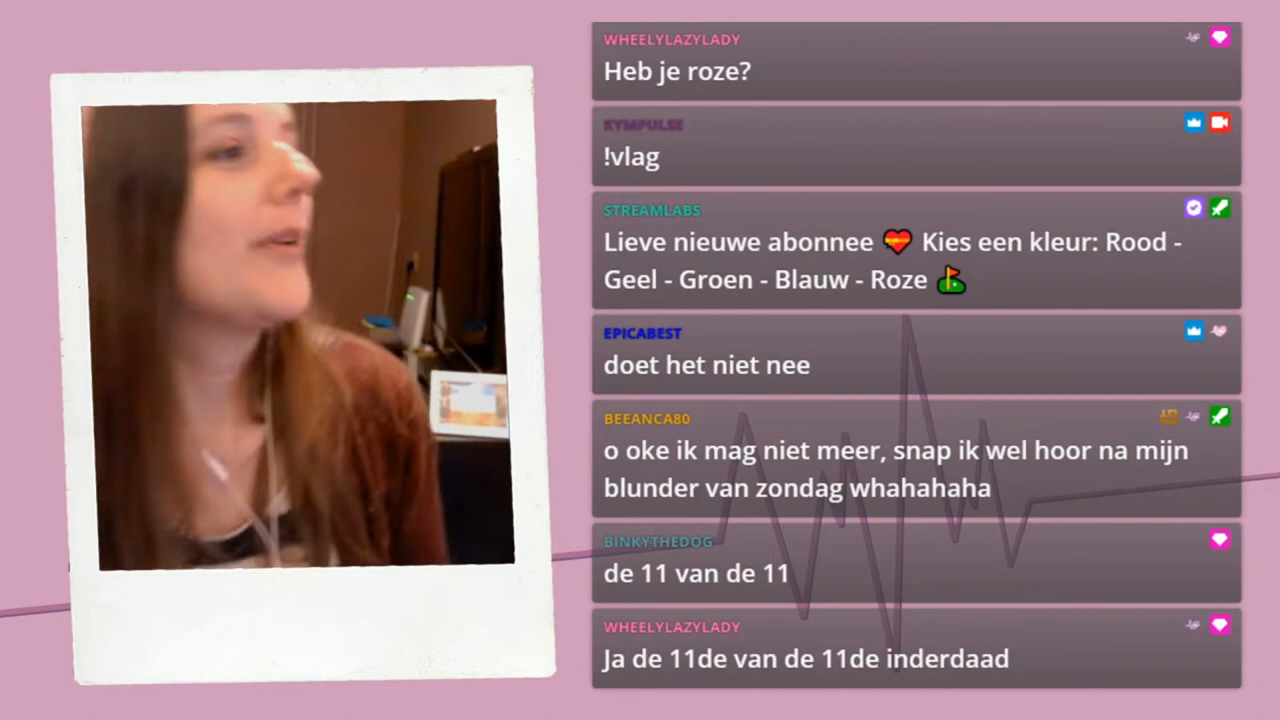 WHEELYLAZYLADY
Heb je roze?
KYMPULSE
!vlag
STREAMLABS
Lieve nieuwe abonnee 💝 Kies een kleur: Rood -
Geel - Groen - Blauw - Roze ⛳
EPICABEST
doet het niet nee
BEEANCA80
o oke ik mag niet meer, snap ik wel hoor na mijn
blunder van zondag whahahaha
BINKYTHEDOG
de 11 van de 11
WHEELYLAZYLADY
Ja de 11de van de 11de inderdaad